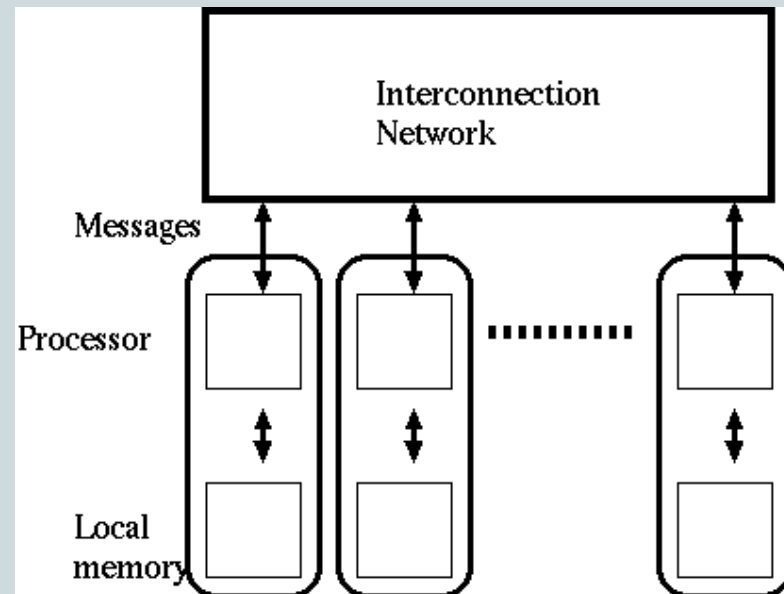 Interconnection
Network
Messages
Processor
Local
memory